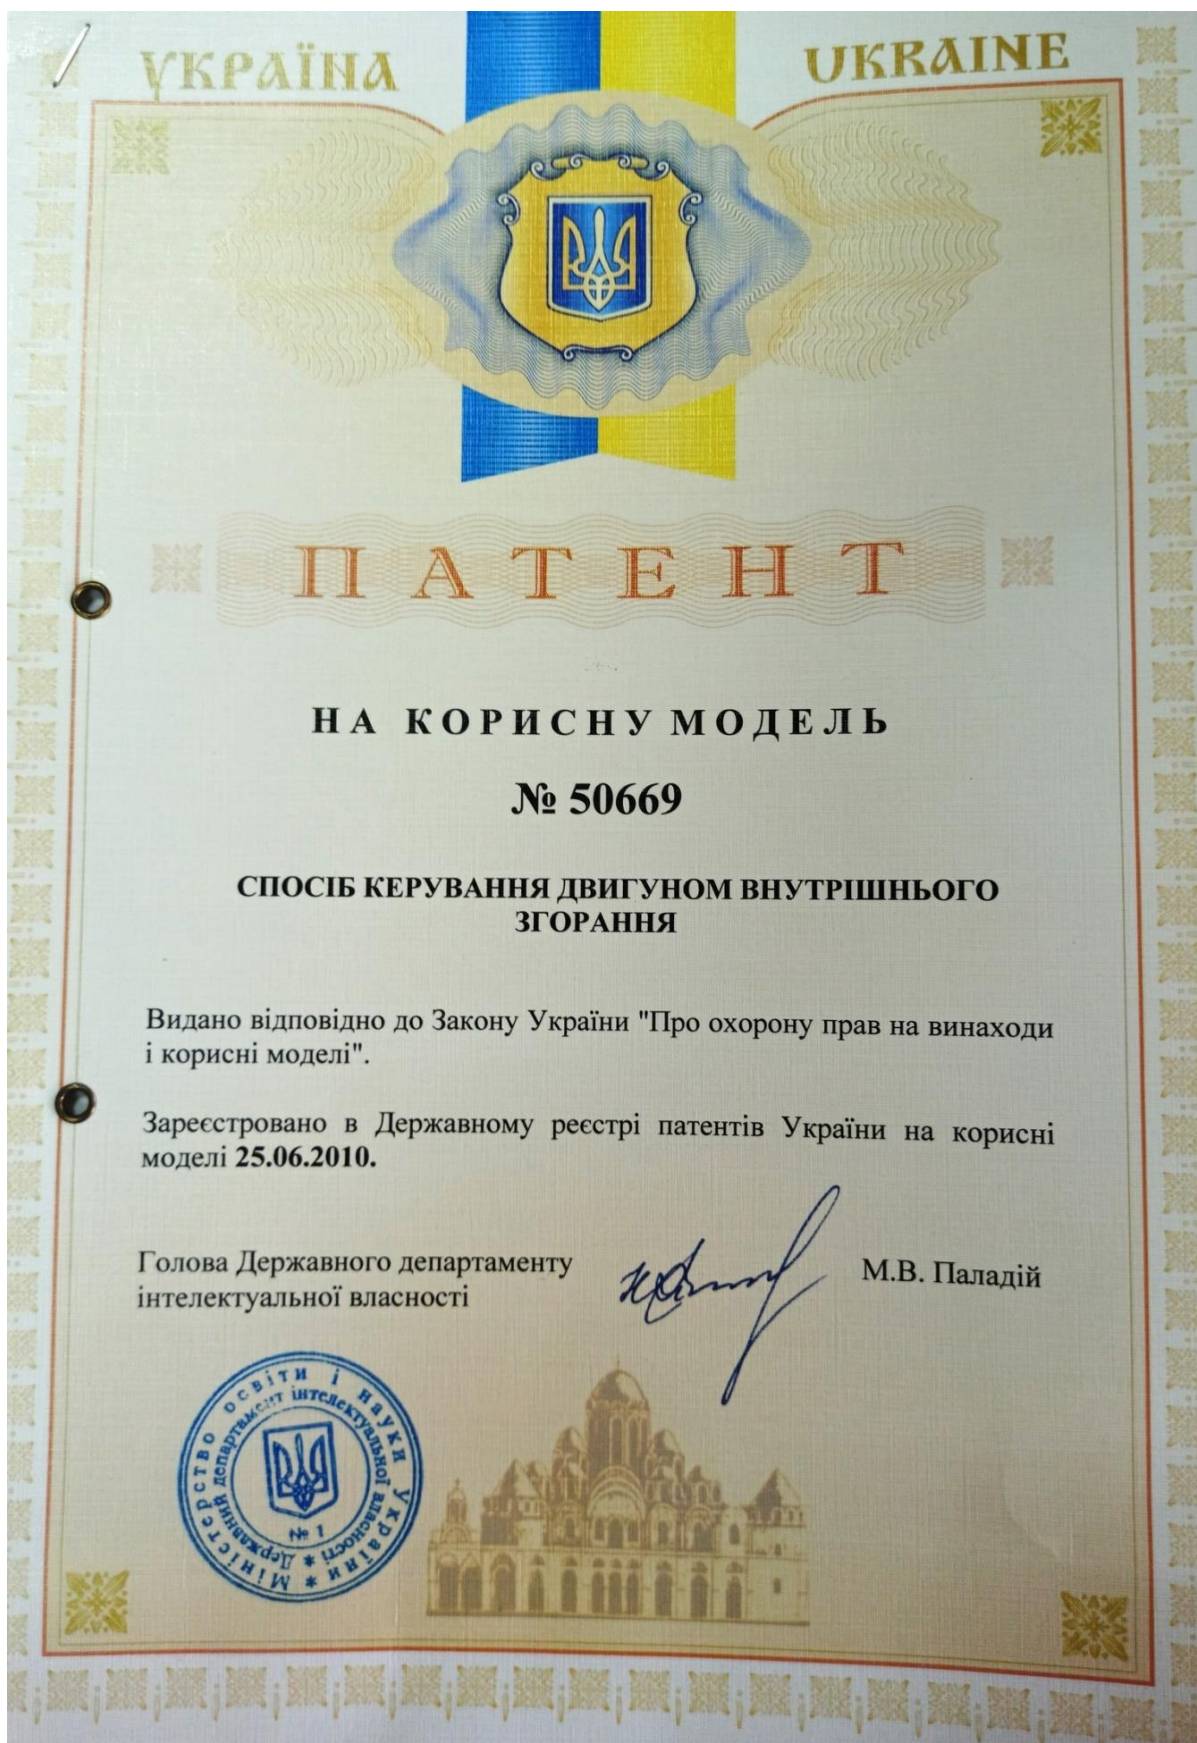 УКРАЇНА
UKRAINE
ПАТЕНТ
НА КОРИСНУ МОДЕЛЬ
№ 50669
СПОСІБ КЕРУВАННЯ ДВИГУНОМ ВНУТРІШНЬОГО
ЗГОРАННЯ
Видано відповідно до Закону України "Про охорону прав на винаходи
і корисні моделі".
Зареєстровано в Державному реєстрі патентів України на корисні
моделі 25.06.2010.
Голова Державного департаменту
інтелектуальної власності
М.В. Паладій
Міністерство освіти і науки України *
Державний департамент інтелектуальної власності *
№ 1